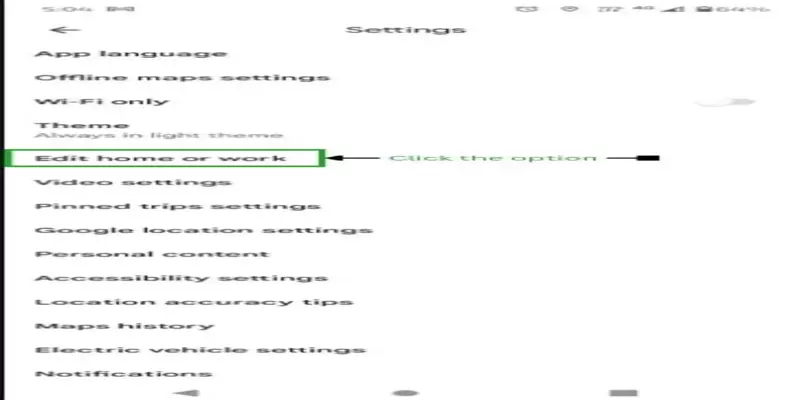 5:04
64%
Settings
App language
Offline maps settings
Wi-Fi only
Theme
Always in light theme
Edit home or work
Click the option
Video settings
Pinned trips settings
Google location settings
Personal content
Accessibility settings
Location accuracy tips
Maps history
Electric vehicle settings
Notifications